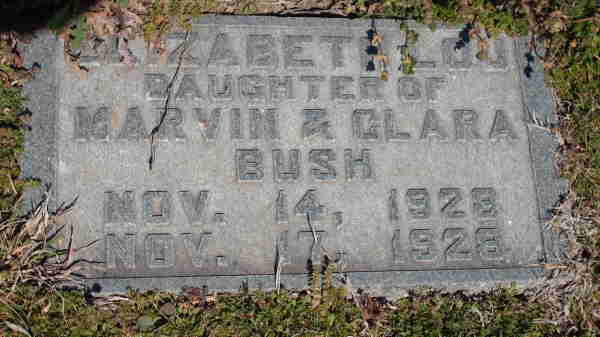 ELIZABETH LOU
DAUGHTER OF
MARVIN & CLARA
BUSH
NOV. 14, 1928
NOV. 17, 1928